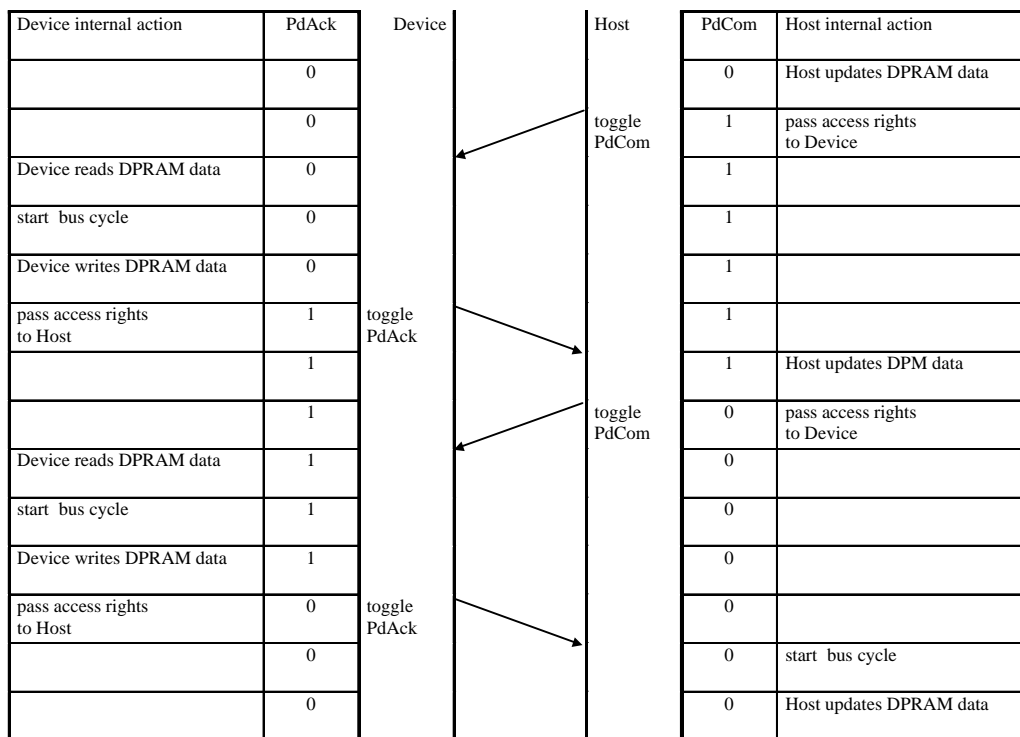 Device internal action PdAck Device Host PdCom Host internal action
0 0 Host updates DPRAM data
0 toggle 1 pass access rights
PdCom to Device
Device reads DPRAM data 0 1
start bus cycle 0 1
Device writes DPRAM data 0 1
pass access rights 1 toggle 1
to Host PdAck
1 1 Host updates DPM data
1 toggle 0 pass access rights
PdCom to Device
Device reads DPRAM data 1 0
start bus cycle 1 0
Device writes DPRAM data 1 0
pass access rights 0 toggle 0
to Host PdAck
0 0 start bus cycle
0 0 Host updates DPRAM data